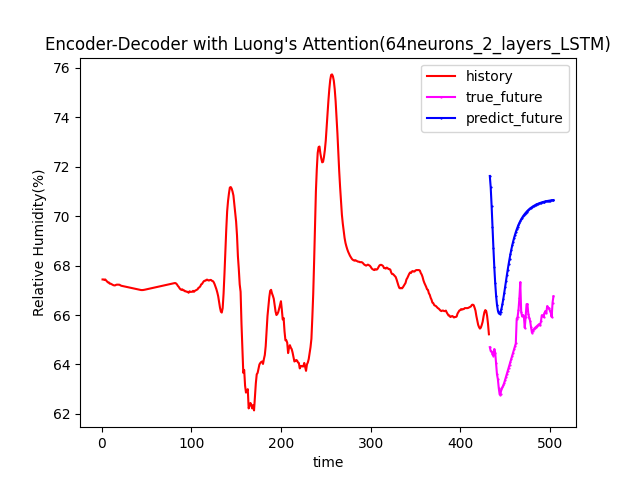 Encoder-Decoder with Luong's Attention(64neurons_2_layers_LSTM)
history
true_future
predict_future
Relative Humidity(%)
76
74
72
70
68
66
64
62
0
100
200
300
400
500
time